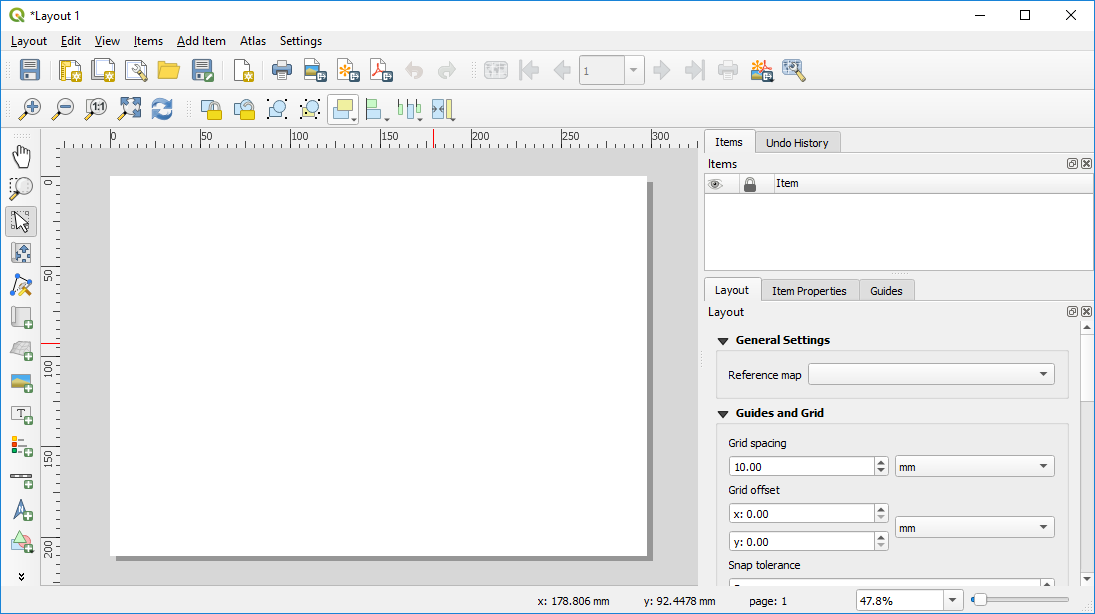 *Layout 1
Layout Edit View Items Add Item Atlas Settings
1
1:1
0 50 100 150 200 250 300
0
50
100
150
200
T
Items Undo History
Items
Item
Layout Item Properties Guides
Layout
General Settings
Reference map
Guides and Grid
Grid spacing
10.00 mm
Grid offset
x: 0.00
mm
y: 0.00
Snap tolerance
x: 178.806 mm y: 92.4478 mm page: 1 47.8%